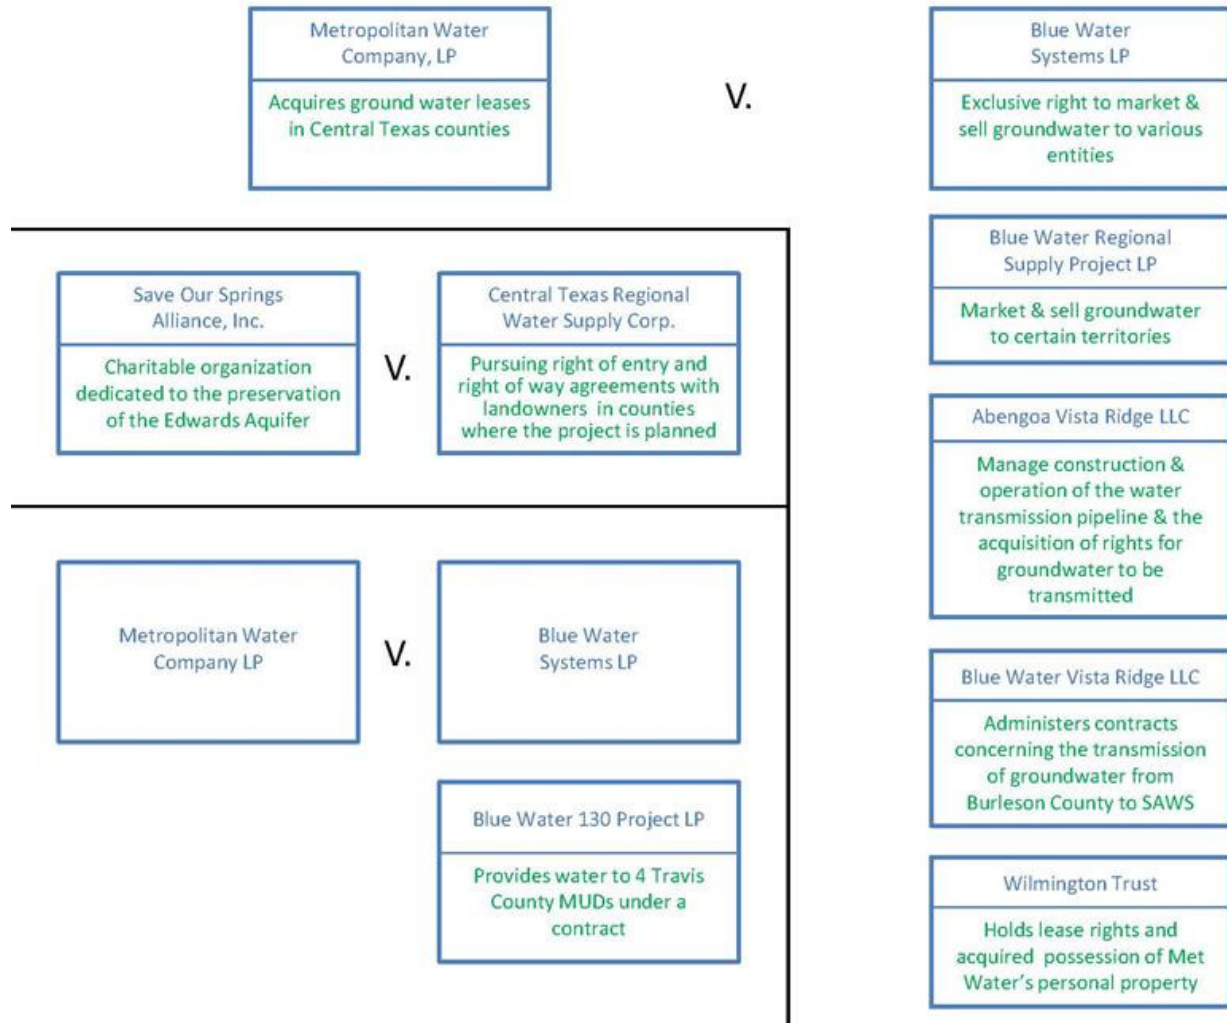 Metropolitan Water
Company, LP
Acquires ground water leases
in Central Texas counties
V.
Blue Water
Systems LP
Exclusive right to market &
sell groundwater to various
entities
Blue Water Regional
Supply Project LP
Market & sell groundwater
to certain territories
Abengoa Vista Ridge LLC
Manage construction &
operation of the water
transmission pipeline & the
acquisition of rights for
groundwater to be
transmitted
Blue Water Vista Ridge LLC
Administers contracts
concerning the transmission
of groundwater from
Burleson County to SAWS
Wilmington Trust
Holds lease rights and
acquired possession of Met
Water's personal property
Save Our Springs
Alliance, Inc.
Charitable organization
dedicated to the preservation
of the Edwards Aquifer
V.
Central Texas Regional
Water Supply Corp.
Pursuing right of entry and
right of way agreements with
landowners in counties
where the project is planned
Metropolitan Water
Company LP
V.
Blue Water
Systems LP
Blue Water 130 Project LP
Provides water to 4 Travis
County MUDs under a
contract